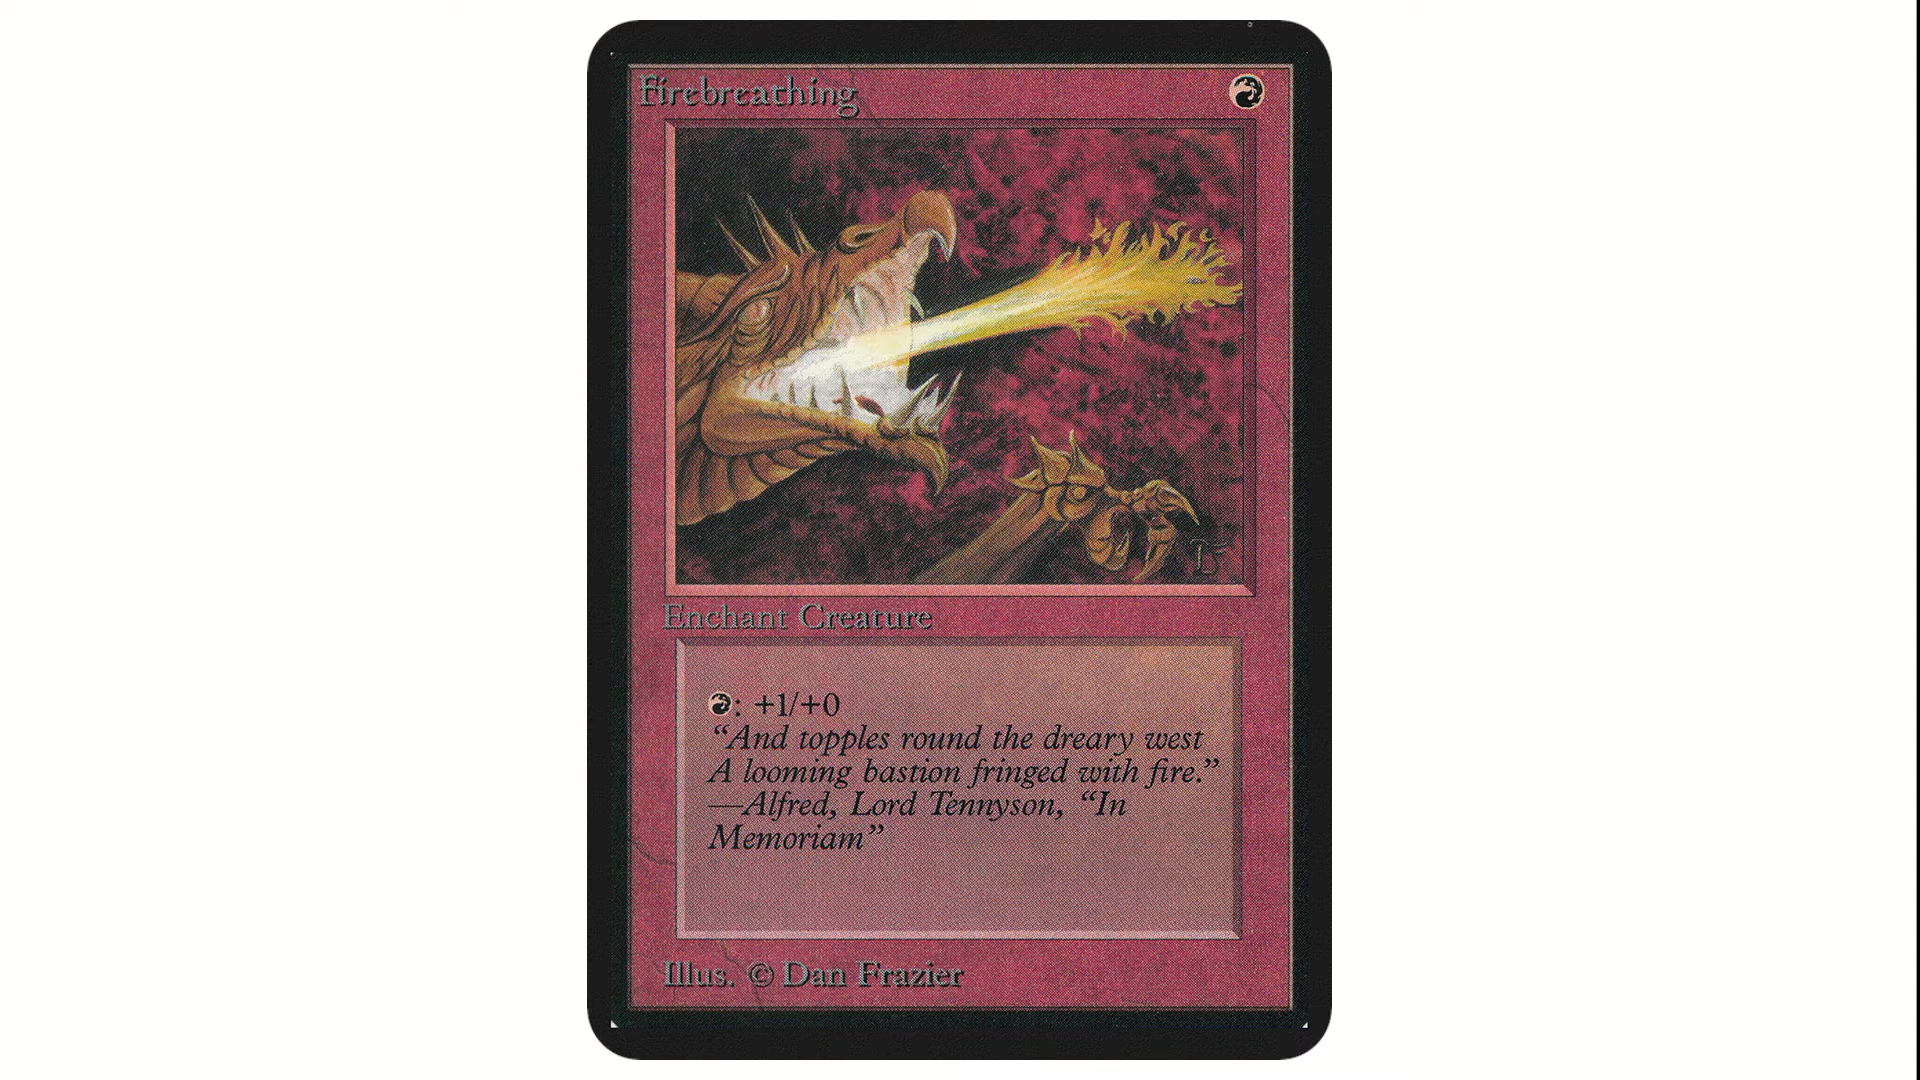 Firebreathing
Enchant Creature
: +1/+0
“And topples round the dreary west
A looming bastion fringed with fire.”
—Alfred, Lord Tennyson, “In
Memoriam”
Illus. © Dan Frazier